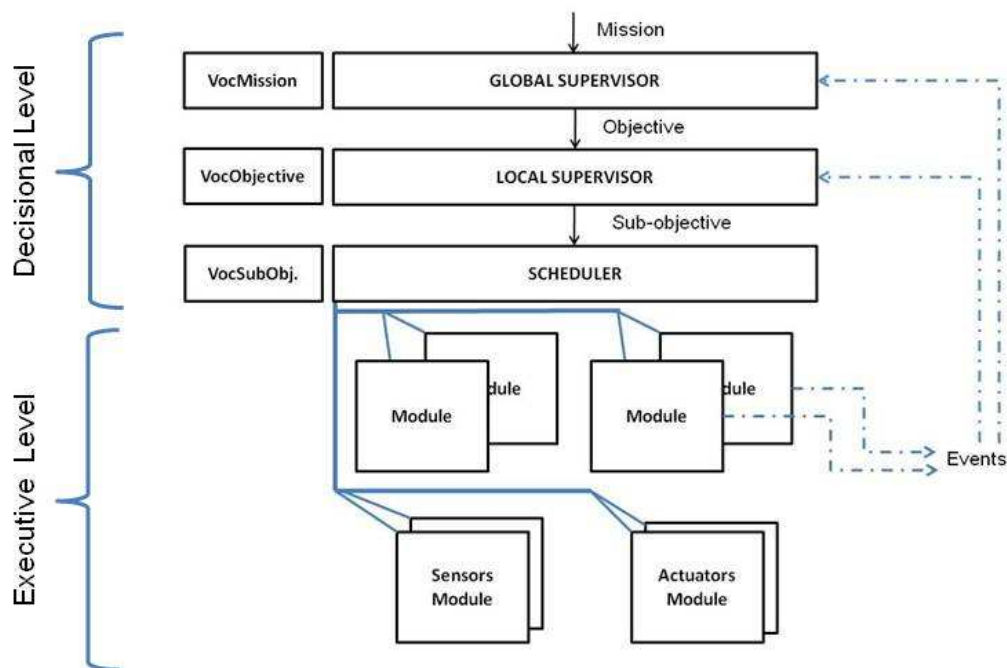 Mission
VocMission
GLOBAL SUPERVISOR
Objective
VocObjective
LOCAL SUPERVISOR
Sub-objective
VocSubObj.
SCHEDULER
Decisional Level
Executive Level
Module
dule
Module
dule
Events
Sensors
Module
Actuators
Module